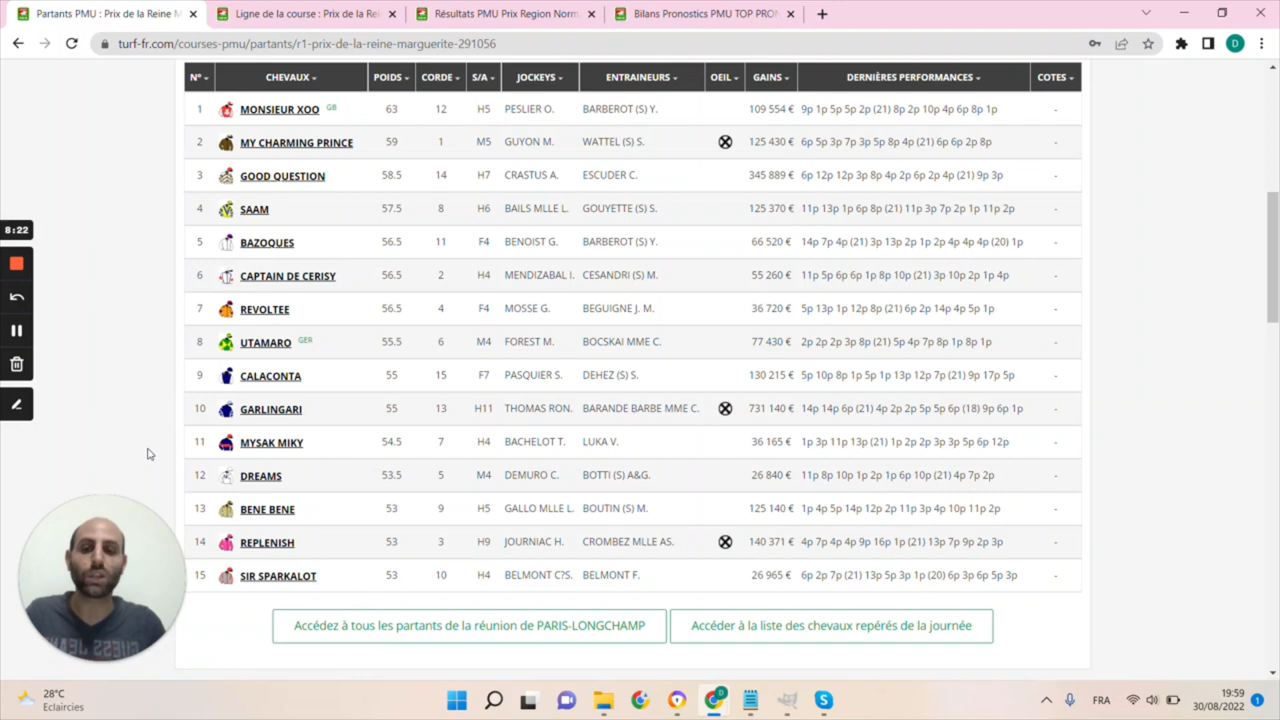 Partants PMU : Prix de la Reine M
Ligne de la course : Prix de la Rei
Résultats PMU Prix Region Norm
Bilans Pronostics PMU TOP PRON
turf-fr.com/courses-pmu/partants/r1-prix-de-la-reine-marguerite-291056
D
N° CHEVAUX POIDS CORDE S/A JOCKEYS ENTRAINEURS OEIL GAINS DERNIÈRES PERFORMANCES COTES
1 MONSIEUR XOO GB 63 12 H5 PESLIER O. BARBEROT (S) Y. 109 554 € 9p 1p 5p 5p 2p (21) 8p 2p 10p 4p 6p 8p 1p -
2 MY CHARMING PRINCE 59 1 M5 GUYON M. WATTEL (S) S. 125 430 € 6p 5p 3p 7p 3p 5p 8p 4p (21) 6p 6p 2p 8p -
3 GOOD QUESTION 58.5 14 H7 CRASTUS A. ESCUDER C. 345 889 € 6p 12p 12p 3p 8p 4p 2p 6p 2p 4p (21) 9p 3p -
4 SAAM 57.5 8 H6 BAILS MLLE L. GOUYETTE (S) S. 125 370 € 11p 13p 1p 6p 8p (21) 11p 3p 7p 2p 1p 11p 2p -
5 BAZOQUES 56.5 11 F4 BENOIST G. BARBEROT (S) Y. 66 520 € 14p 7p 4p (21) 3p 13p 2p 1p 2p 4p 4p 4p (20) 1p -
6 CAPTAIN DE CERISY 56.5 2 H4 MENDIZABAL I. CESANDRI (S) M. 55 260 € 11p 5p 6p 6p 1p 8p 10p (21) 3p 10p 2p 1p 4p -
7 REVOLTEE 56.5 4 F4 MOSSE G. BEGUIGNE J. M. 36 720 € 5p 13p 1p 12p 8p (21) 6p 2p 14p 4p 5p 1p -
8 UTAMARO GER 55.5 6 M4 FOREST M. BOCSKAI MME C. 77 430 € 2p 2p 2p 3p 8p (21) 5p 4p 7p 8p 1p 8p 1p -
9 CALACONTA 55 15 F7 PASQUIER S. DEHEZ (S) S. 130 215 € 5p 10p 8p 1p 5p 1p 13p 12p 7p (21) 9p 17p 5p -
10 GARLINGARI 55 13 H11 THOMAS RON. BARANDE BARBE MME C. 731 140 € 14p 14p 6p (21) 4p 2p 2p 5p 5p 6p (18) 9p 6p 1p -
11 MYSAK MIKY 54.5 7 H4 BACHELOT T. LUKA V. 36 165 € 1p 3p 11p 13p (21) 1p 2p 2p 3p 3p 5p 6p 12p -
12 DREAMS 53.5 5 M4 DEMURO C. BOTTI (S) A&G. 26 840 € 11p 8p 10p 1p 2p 1p 6p 10p (21) 4p 7p 2p -
13 BENE BENE 53 9 H5 GALLO MLLE L. BOUTIN (S) M. 125 140 € 1p 4p 5p 14p 12p 2p 11p 3p 4p 10p 11p 6p -
14 REPLENISH 53 3 H9 JOURNIAC H. CROMBEZ MLLE AS. 140 371 € 4p 7p 4p 4p 9p 16p 1p (21) 13p 7p 9p 2p 3p -
15 SIR SPARKALOT 53 10 H4 BELMONT C?S. BELMONT F. 26 965 € 6p 2p 7p (21) 13p 5p 3p 1p (20) 6p 3p 6p 5p 3p -
Accédez à tous les partants de la réunion de PARIS-LONGCHAMP
Accéder à la liste des chevaux repérés de la journée
8:22
28°C
Eclaircies
FRA
19:59
30/08/2022
1